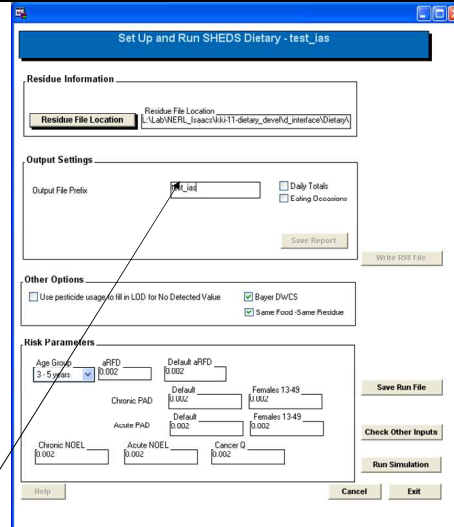 Set Up and Run SHEDS Dietary - test_ias
Residue Information
Residue File Location
Residue File Location
L:\Lab\NERL_Isaacs\kki-11-dietary_devel\d_interface\Dietary\
Output Settings
Output File Prefix
test_ias
Daily Totals
Eating Occasions
Save Report
Write R98 File
Other Options
Use pesticide usage to fill in LOD for No Detected Value
Bayer DWCS
Same Food -Same Residue
Risk Parameters
Age Group
aRFD
Default aRFD
3 - 5 years
0.002
0.002
Default
Females 13-49
Chronic PAD
0.002
0.002
Save Run File
Default
Females 13-49
Acute PAD
0.002
0.002
Check Other Inputs
Chronic NOEL
Acute NOEL
Cancer Q
0.002
0.002
0.002
Run Simulation
Help
Cancel
Exit